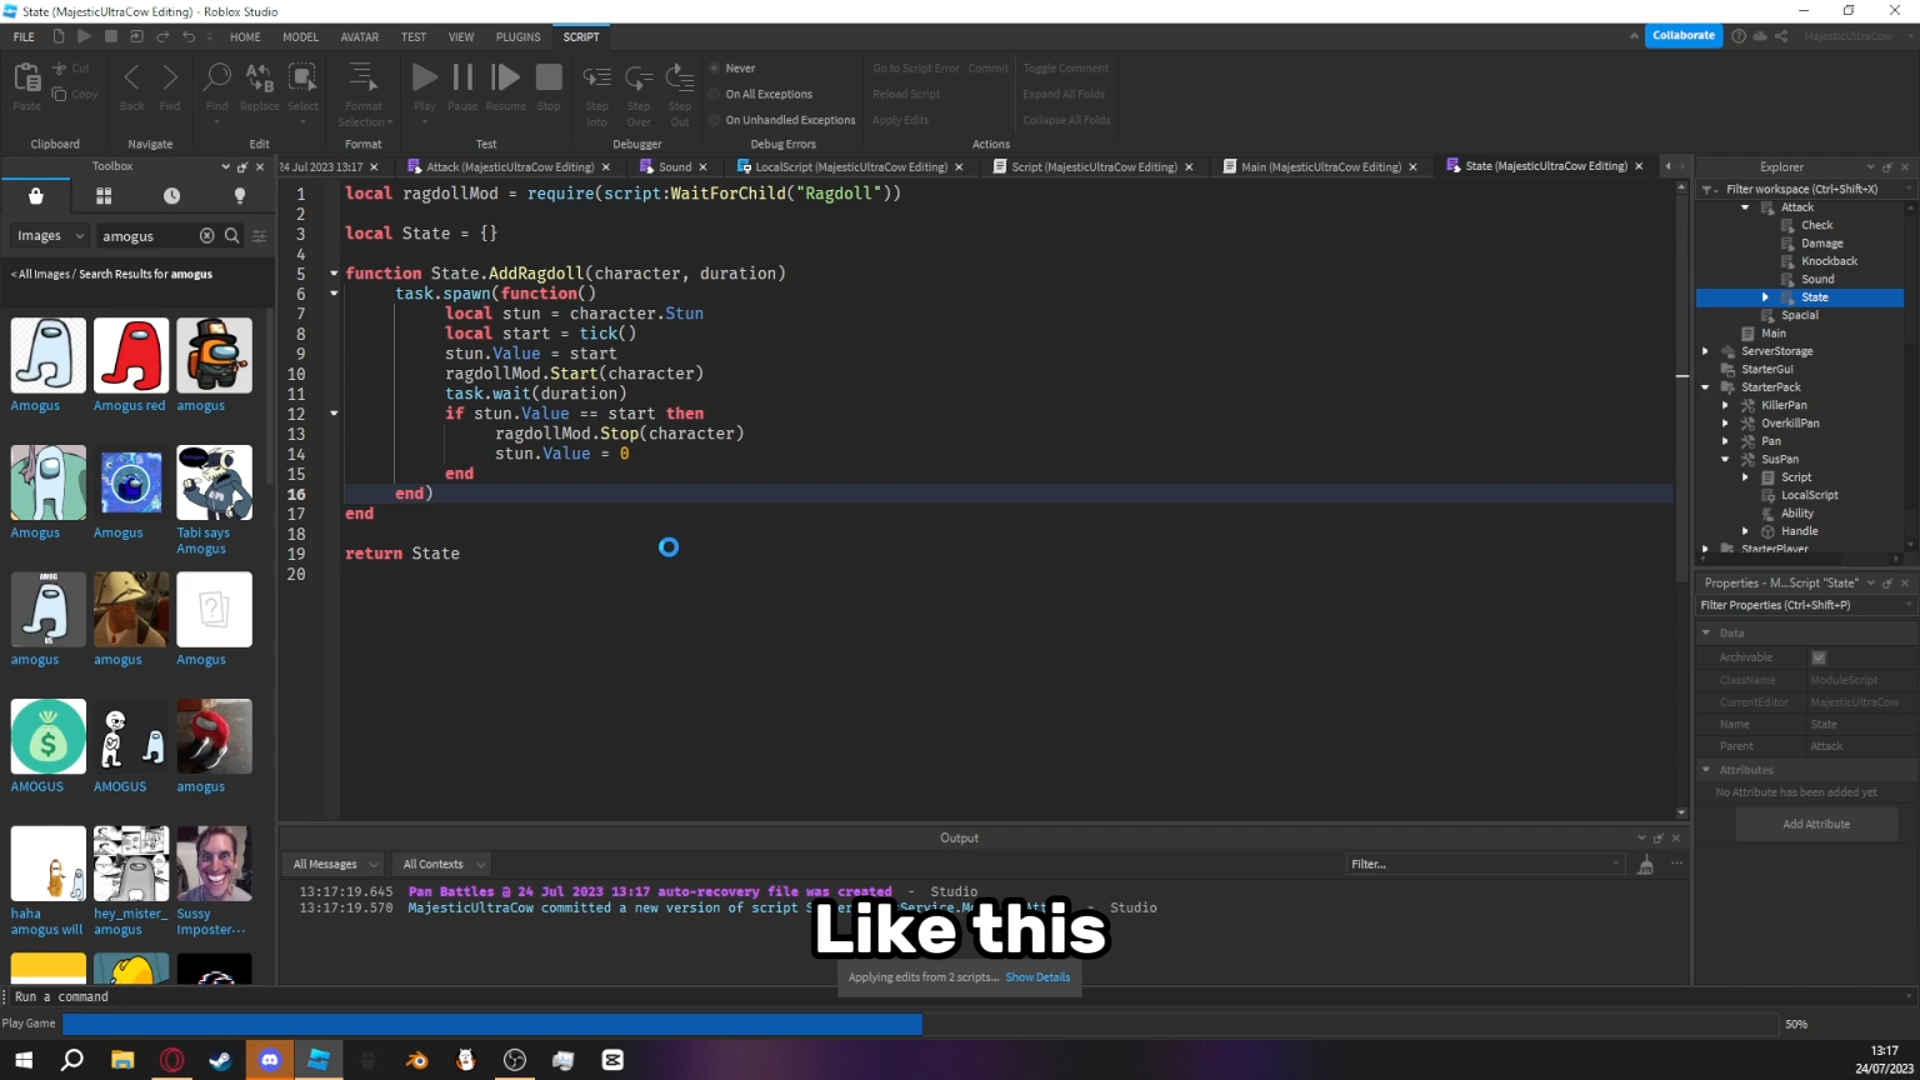 State (MajesticUltraCow Editing) - Roblox Studio
FILE HOME MODEL AVATAR TEST VIEW PLUGINS SCRIPT Collaborate MajesticUltraCow
Paste Cut Copy Back Fwd Find Replace Select Format Selection Play Pause Resume Stop Step Into Step Over Step Out
Never
On All Exceptions
On Unhandled Exceptions
Go to Script Error Commit
Reload Script
Apply Edits
Toggle Comment
Expand All Folds
Collapse All Folds
Clipboard Navigate Edit Format Test Debugger Debug Errors Actions
Toolbox
24 Jul 2023 13:17 Attack (MajesticUltraCow Editing) Sound LocalScript (MajesticUltraCow Editing) Script (MajesticUltraCow Editing) Main (MajesticUltraCow Editing) State (MajesticUltraCow Editing)
Images amogus
< All Images / Search Results for amogus
Amogus Amogus red amogus
Amogus Amogus Tabi says Amogus
amogus amogus Amogus
AMOGUS AMOGUS amogus
haha amogus will hey_mister_amogus Sussy Imposter...
1 local ragdollMod = require(script:WaitForChild("Ragdoll"))
2
3 local State = {}
4
5 function State.AddRagdoll(character, duration)
6 task.spawn(function()
7 local stun = character.Stun
8 local start = tick()
9 stun.Value = start
10 ragdollMod.Start(character)
11 task.wait(duration)
12 if stun.Value == start then
13 ragdollMod.Stop(character)
14 stun.Value = 0
15 end
16 end)
17 end
18
19 return State
20
Explorer
Filter workspace (Ctrl+Shift+X)
Attack
Check
Damage
Knockback
Sound
State
Spacial
Main
ServerStorage
StarterGui
StarterPack
KillerPan
OverkillPan
Pan
SusPan
Script
LocalScript
Ability
Handle
StarterPlayer
Properties - M...Script "State"
Filter Properties (Ctrl+Shift+P)
Data
Archivable
ClassName ModuleScript
CurrentEditor MajesticUltraCow
Name State
Parent Attack
Attributes
No Attribute has been added yet
Add Attribute
Output
All Messages All Contexts Filter...
13:17:19.645 Pan Battles @ 24 Jul 2023 13:17 auto-recovery file was created - Studio
13:17:19.570 MajesticUltraCow committed a new version of script - Studio
Like this
Applying edits from 2 scripts... Show Details
Run a command
Play Game 50%
13:17
24/07/2023